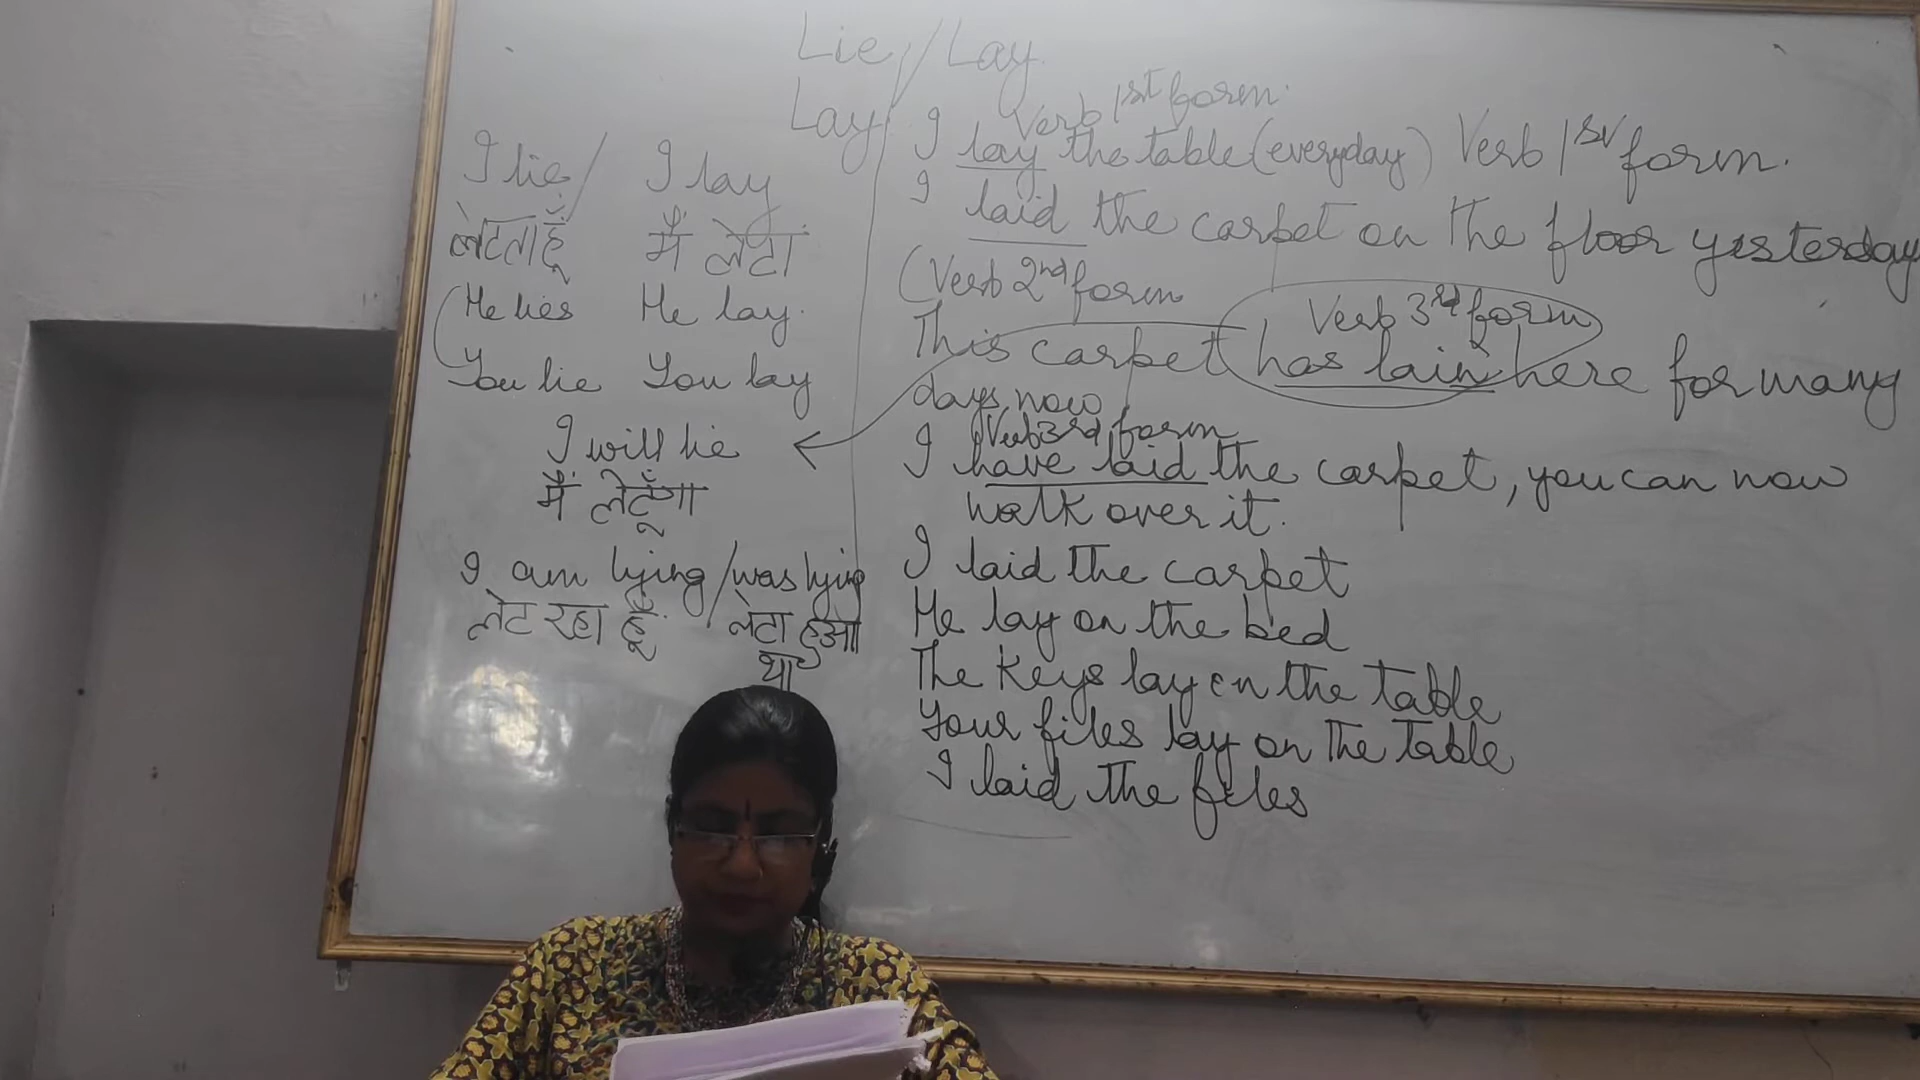 Lie / Lay
I lie / I lay
लेटता हूँ मैं लेटा
He lies He lay.
You lie You lay
I will lie
मैं लेटूँगा
I am lying / was lying
लेट रहा हूँ / लेटा हुआ
था
Lay
Verb 1st form.
I lay the table (everyday) Verb 1st form.
I laid the carpet on the floor yesterday
(Verb 2nd form
Verb 3rd form
This carpet has lain here for many
days now
Verb 3rd form
I have laid the carpet, you can now
walk over it.
I laid the carpet
He lay on the bed
The keys lay on the table
Your files lay on the table
I laid the files